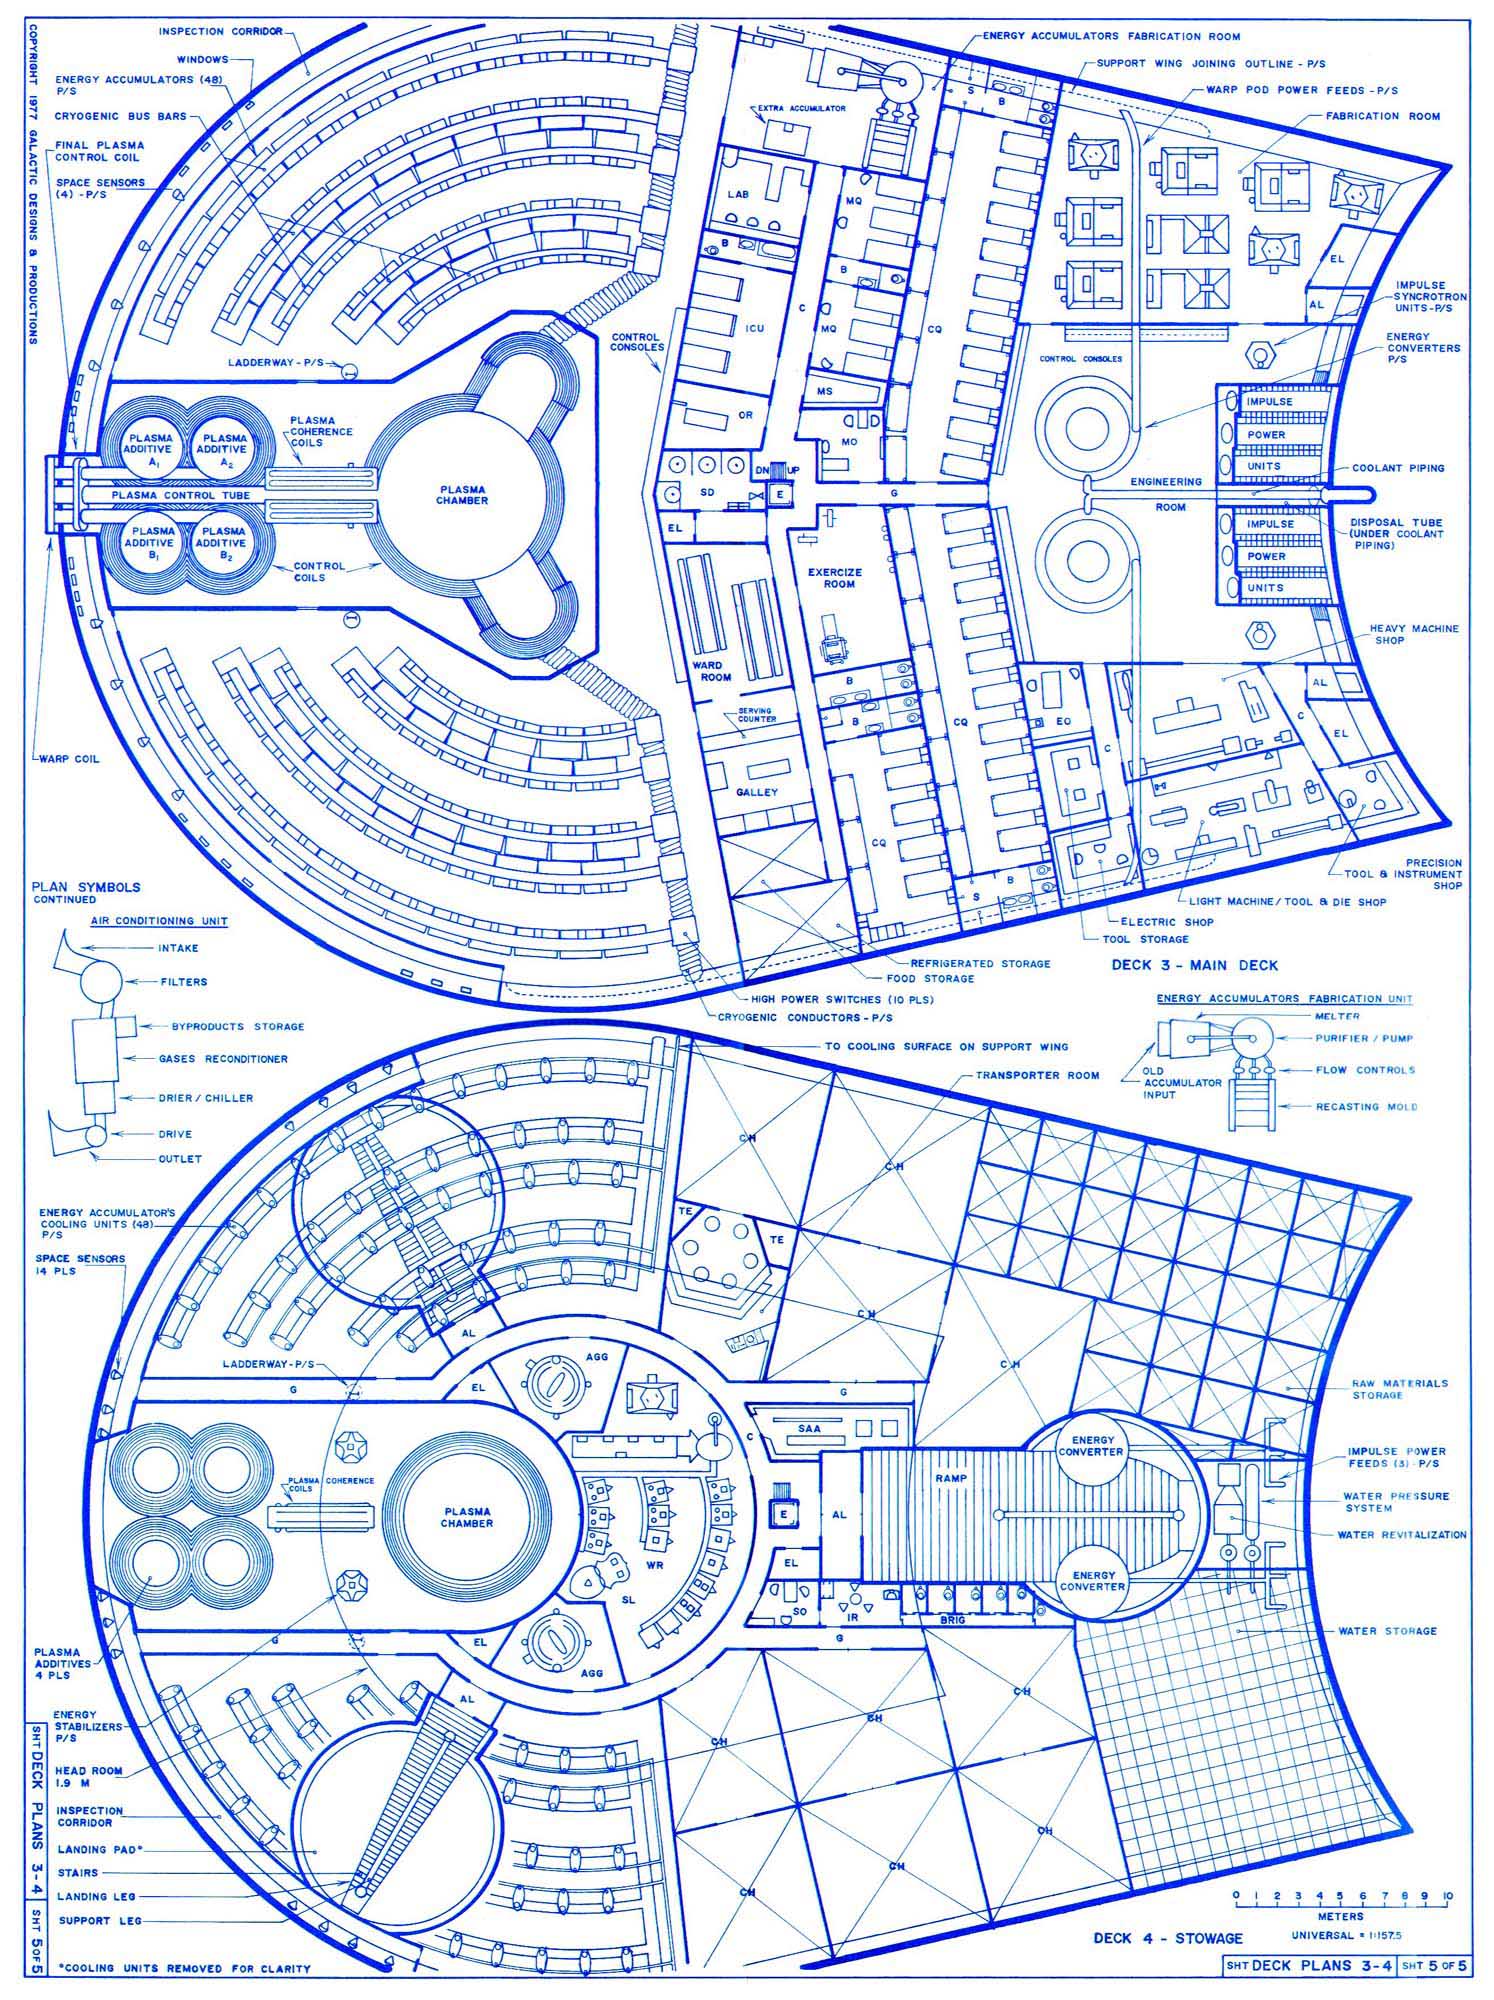 COPYRIGHT 1977 GALACTIC DESIGNS & PRODUCTIONS
INSPECTION CORRIDOR
WINDOWS
ENERGY ACCUMULATORS (48)
P/S
CRYOGENIC BUS BARS
FINAL PLASMA
CONTROL COIL
SPACE SENSORS
(4) - P/S
LADDERWAY - P/S
PLASMA
COHERENCE
COILS
PLASMA
ADDITIVE
A1
PLASMA
ADDITIVE
A2
PLASMA CONTROL TUBE
PLASMA
ADDITIVE
B1
PLASMA
ADDITIVE
B2
CONTROL
COILS
PLASMA
CHAMBER
WARP COIL
CONTROL
CONSOLES
EXTRA ACCUMULATOR
LAB
B
ICU
OR
SD
EL
DN
UP
E
C
MQ
B
MQ
MS
MO
G
WARD
ROOM
SERVING
COUNTER
GALLEY
EXERCIZE
ROOM
B
B
CQ
CQ
CQ
S
B
S
B
ENERGY ACCUMULATORS FABRICATION ROOM
SUPPORT WING JOINING OUTLINE - P/S
WARP POD POWER FEEDS - P/S
FABRICATION ROOM
EL
AL
IMPULSE
SYNCROTRON
UNITS - P/S
ENERGY
CONVERTERS
P/S
CONTROL CONSOLES
IMPULSE
POWER
UNITS
COOLANT PIPING
ENGINEERING
ROOM
IMPULSE
POWER
UNITS
DISPOSAL TUBE
(UNDER COOLANT
PIPING)
HEAVY MACHINE
SHOP
AL
C
EL
EO
C
PRECISION
TOOL & INSTRUMENT
SHOP
LIGHT MACHINE/TOOL & DIE SHOP
ELECTRIC SHOP
TOOL STORAGE
REFRIGERATED STORAGE
FOOD STORAGE
HIGH POWER SWITCHES (10 PLS)
CRYOGENIC CONDUCTORS - P/S
DECK 3 - MAIN DECK
PLAN SYMBOLS
CONTINUED
AIR CONDITIONING UNIT
INTAKE
FILTERS
BYPRODUCTS STORAGE
GASES RECONDITIONER
DRIER / CHILLER
DRIVE
OUTLET
ENERGY ACCUMULATORS FABRICATION UNIT
MELTER
PURIFIER / PUMP
OLD
ACCUMULATOR
INPUT
FLOW CONTROLS
RECASTING MOLD
TO COOLING SURFACE ON SUPPORT WING
TRANSPORTER ROOM
ENERGY ACCUMULATOR'S
COOLING UNITS (48)
P/S
SPACE SENSORS
14 PLS
LADDERWAY - P/S
G
AL
EL
AGG
TE
TE
CH
CH
CH
CH
G
C
SAA
PLASMA COHERENCE
COILS
PLASMA
CHAMBER
WR
SL
E
AL
RAMP
ENERGY
CONVERTER
ENERGY
CONVERTER
EL
SO
IR
BRIG
G
G
EL
AGG
AL
CH
CH
CH
CH
CH
CH
RAW MATERIALS
STORAGE
IMPULSE POWER
FEEDS (3) - P/S
WATER PRESSURE
SYSTEM
WATER REVITALIZATION
WATER STORAGE
PLASMA
ADDITIVES
4 PLS
ENERGY
STABILIZERS
P/S
HEAD ROOM
1.9 M
INSPECTION
CORRIDOR
LANDING PAD*
STAIRS
LANDING LEG
SUPPORT LEG
*COOLING UNITS REMOVED FOR CLARITY
SHT DECK PLANS 3-4
SHT 5 OF 5
0 1 2 3 4 5 6 7 8 9 10
METERS
DECK 4 - STOWAGE
UNIVERSAL = 1:157.5
SHT DECK PLANS 3-4
SHT 5 OF 5